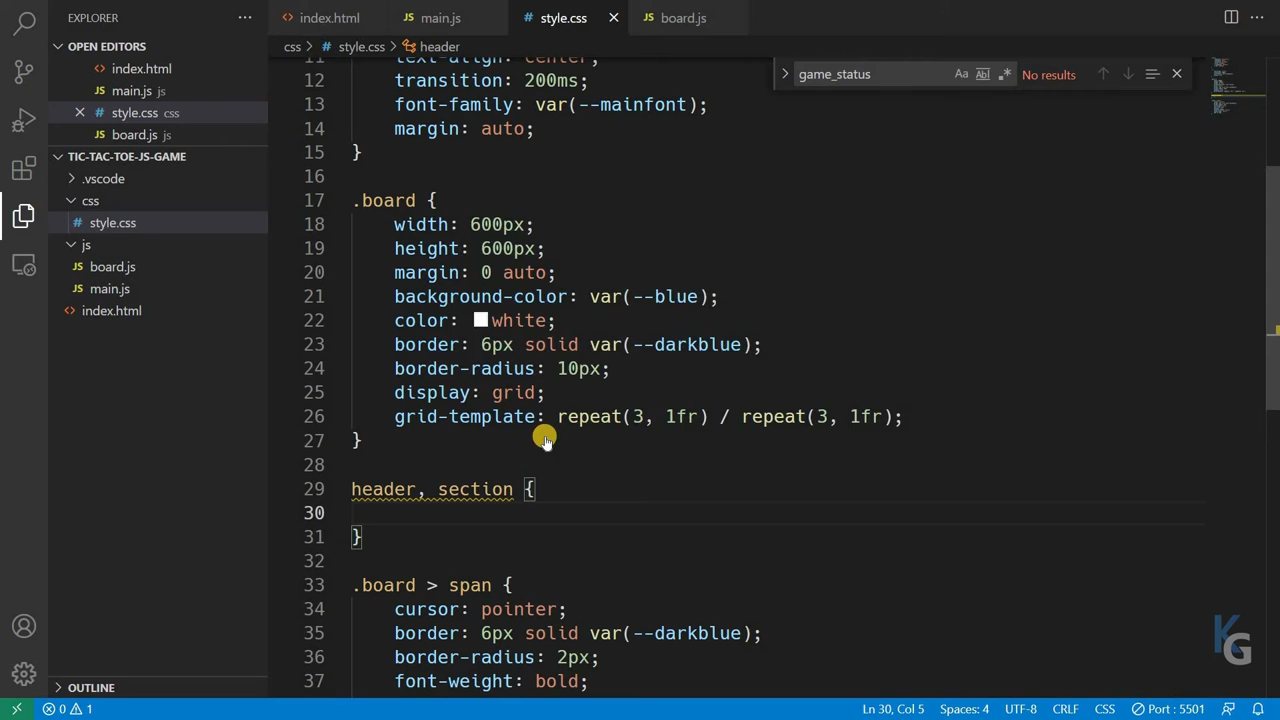 EXPLORER
OPEN EDITORS
index.html
main.js js
style.css css
board.js js
TIC-TAC-TOE-JS-GAME
.vscode
css
style.css
js
board.js
main.js
index.html
OUTLINE
index.html
main.js
style.css
board.js
css > style.css > header
game_status
No results
11 text-align: center;
12 transition: 200ms;
13 font-family: var(--mainfont);
14 margin: auto;
15 }
16
17 .board {
18 width: 600px;
19 height: 600px;
20 margin: 0 auto;
21 background-color: var(--blue);
22 color: white;
23 border: 6px solid var(--darkblue);
24 border-radius: 10px;
25 display: grid;
26 grid-template: repeat(3, 1fr) / repeat(3, 1fr);
27 }
28
29 header, section {
30
31 }
32
33 .board > span {
34 cursor: pointer;
35 border: 6px solid var(--darkblue);
36 border-radius: 2px;
37 font-weight: bold;
KG
0 1
Ln 30, Col 5
Spaces: 4
UTF-8
CRLF
CSS
Port : 5501